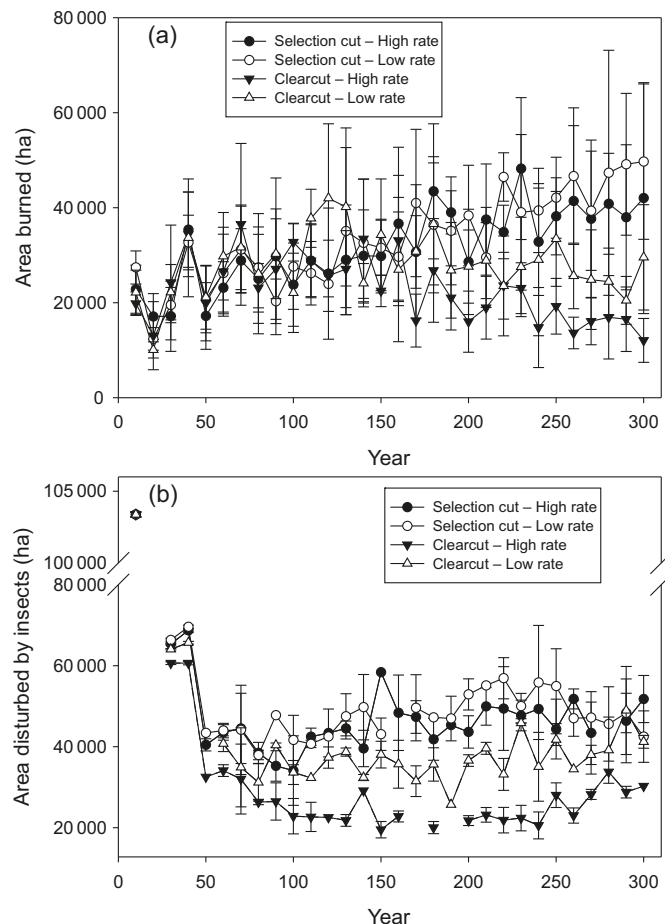 80 000
60 000
40 000
20 000
0
Area burned (ha)
(a)
Selection cut – High rate
Selection cut – Low rate
Clearcut – High rate
Clearcut – Low rate
0 50 100 150 200 250 300
Year
105 000
100 000
80 000
60 000
40 000
20 000
Area disturbed by insects (ha)
(b)
Selection cut – High rate
Selection cut – Low rate
Clearcut – High rate
Clearcut – Low rate
0 50 100 150 200 250 300
Year